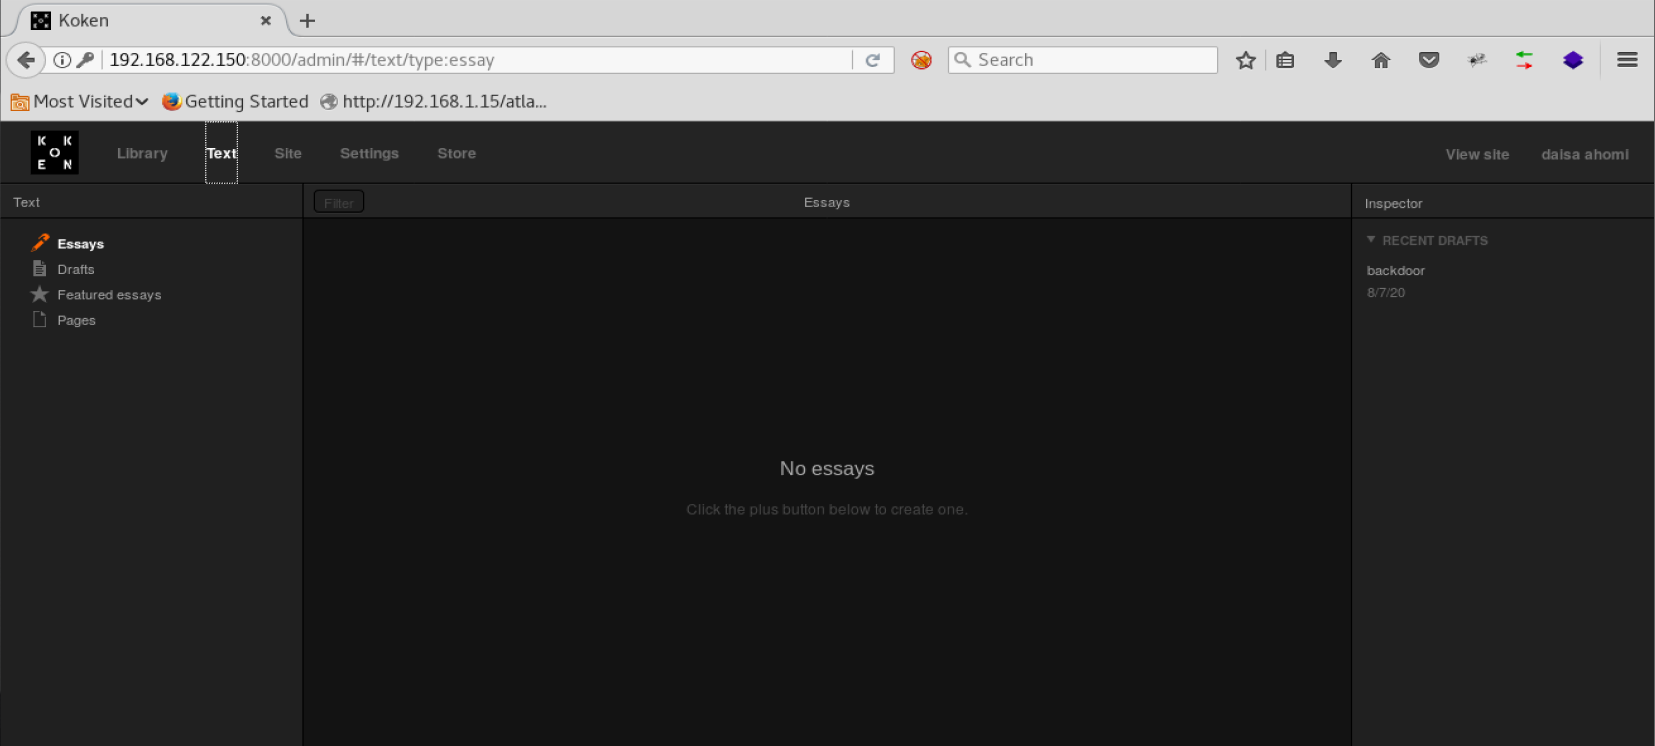 Koken
192.168.122.150:8000/admin/#/text/type:essay
Search
Most Visited Getting Started http://192.168.1.15/atla...
K K
O
E N
Library Text Site Settings Store View site daisa ahomi
Text Filter Essays Inspector
Essays
Drafts
Featured essays
Pages
RECENT DRAFTS
backdoor
8/7/20
No essays
Click the plus button below to create one.